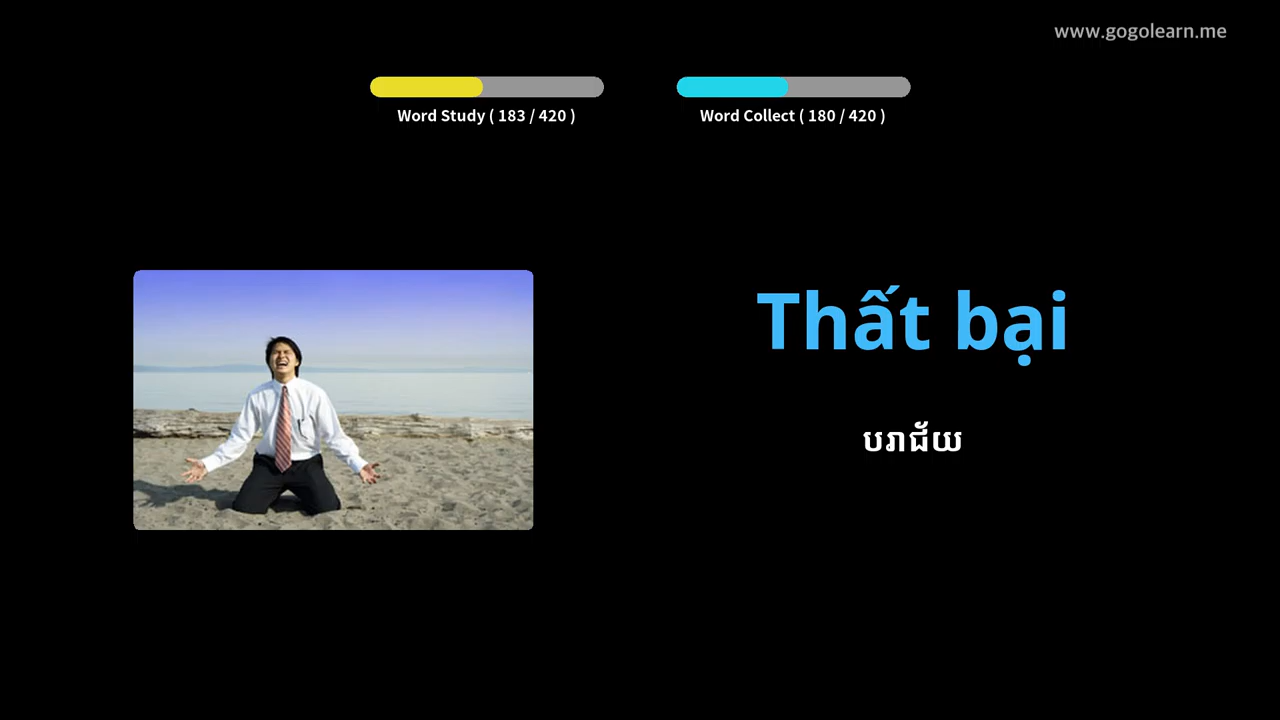 www.gogolearn.me
Word Study ( 183 / 420 )
Word Collect ( 180 / 420 )
Thất bại
បរាជ័យ